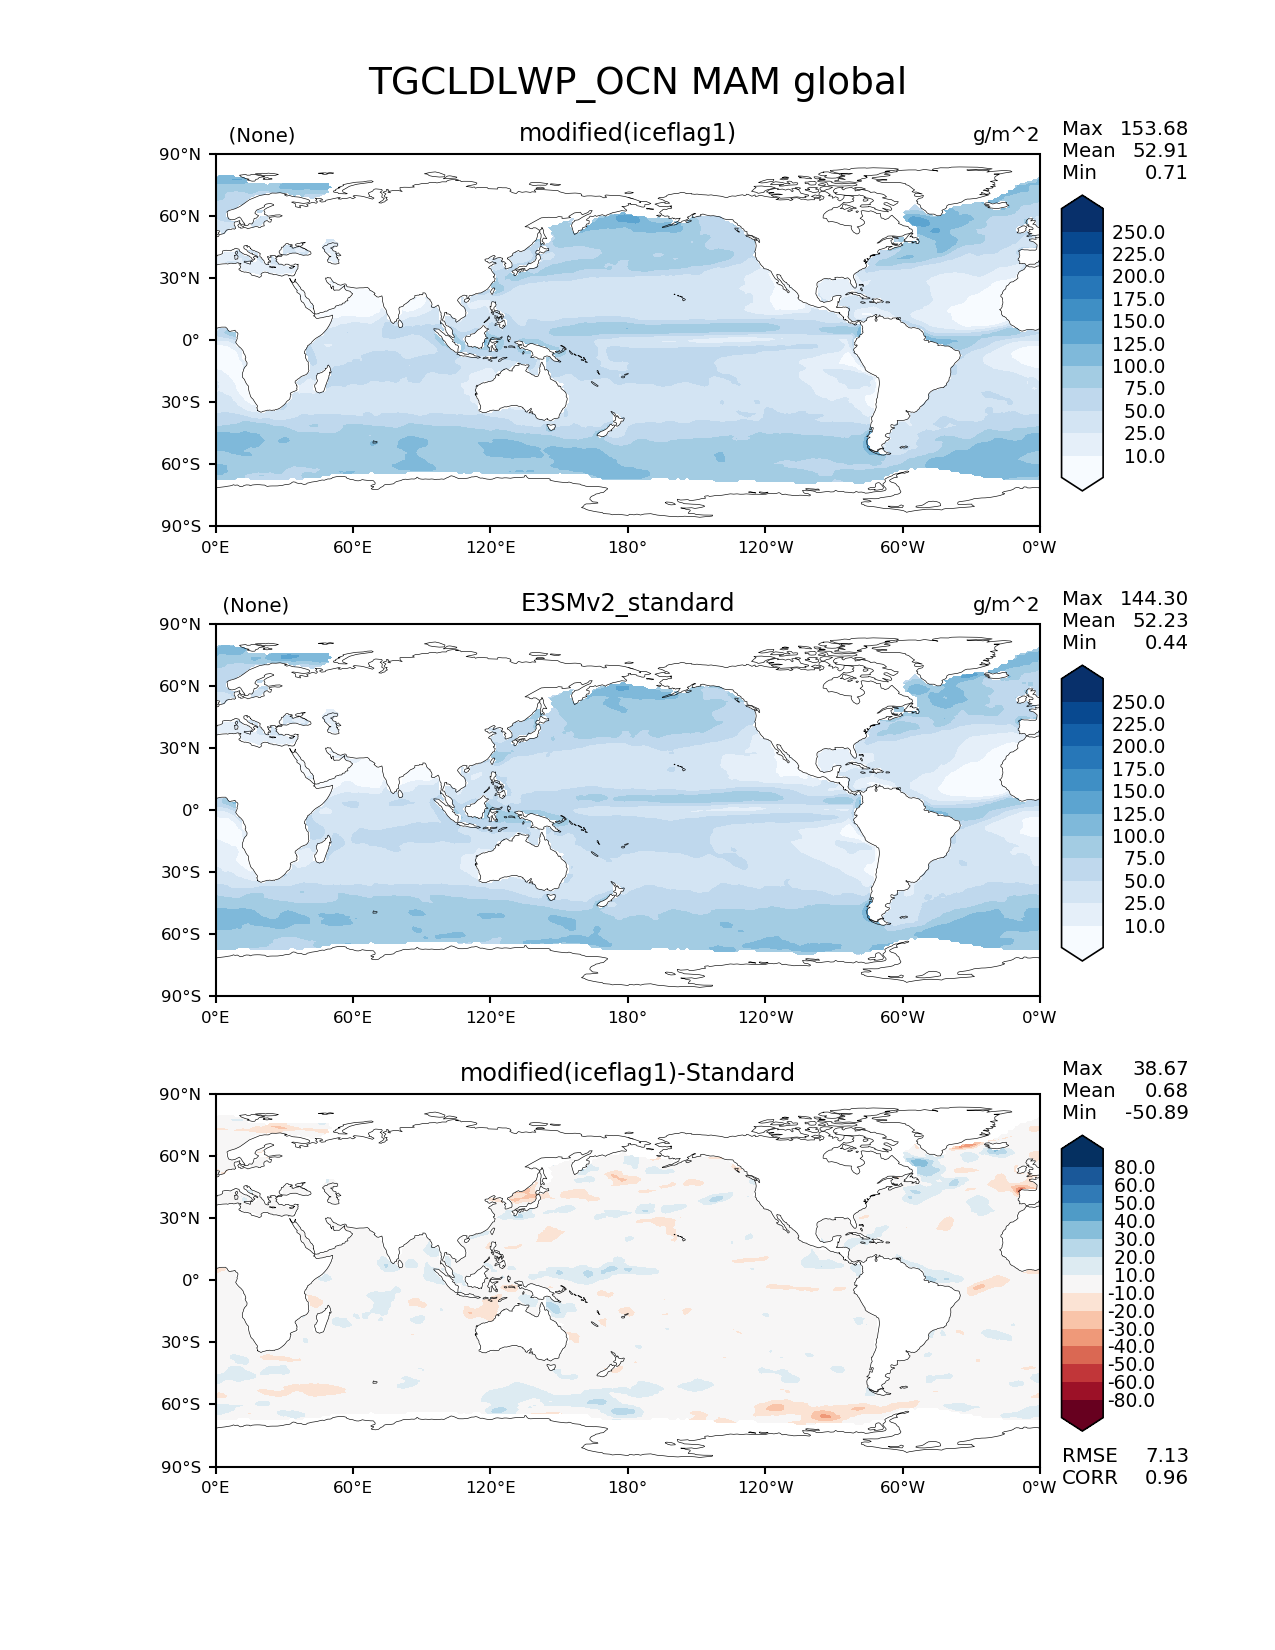 TGCLDLWP_OCN MAM global
(None) modified(iceflag1) g/m^2
Max 153.68
Mean 52.91
Min 0.71
90°N
60°N
30°N
0°
30°S
60°S
90°S
0°E 60°E 120°E 180° 120°W 60°W 0°W
250.0
225.0
200.0
175.0
150.0
125.0
100.0
75.0
50.0
25.0
10.0
(None) E3SMv2_standard g/m^2
Max 144.30
Mean 52.23
Min 0.44
90°N
60°N
30°N
0°
30°S
60°S
90°S
0°E 60°E 120°E 180° 120°W 60°W 0°W
250.0
225.0
200.0
175.0
150.0
125.0
100.0
75.0
50.0
25.0
10.0
modified(iceflag1)-Standard
Max 38.67
Mean 0.68
Min -50.89
90°N
60°N
30°N
0°
30°S
60°S
90°S
0°E 60°E 120°E 180° 120°W 60°W 0°W
80.0
60.0
50.0
40.0
30.0
20.0
10.0
-10.0
-20.0
-30.0
-40.0
-50.0
-60.0
-80.0
RMSE 7.13
CORR 0.96